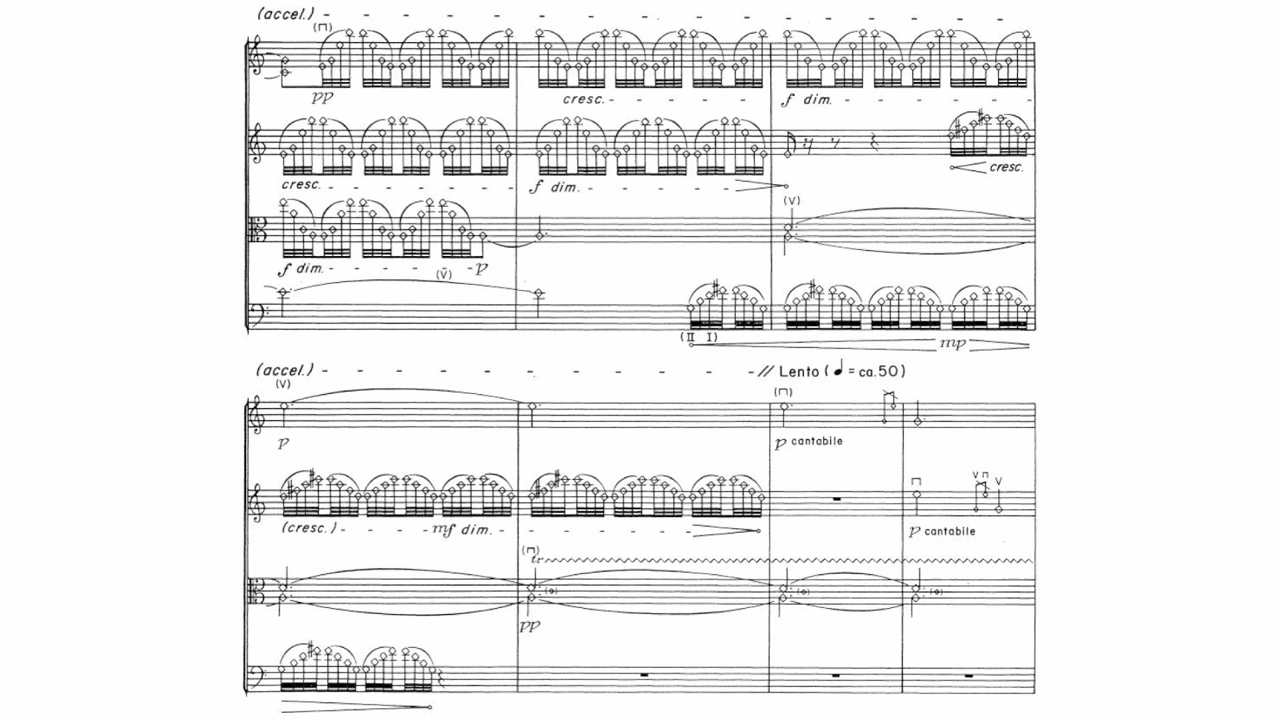 (accel.)
pp
cresc.
f dim.
cresc.
f dim.
cresc.
(V)
f dim.
p
(V)
(II I)
mp
(accel.)
// Lento (♩ = ca. 50)
(V)
p
p cantabile
V V
(cresc.)
mf dim.
p cantabile
tr
pp